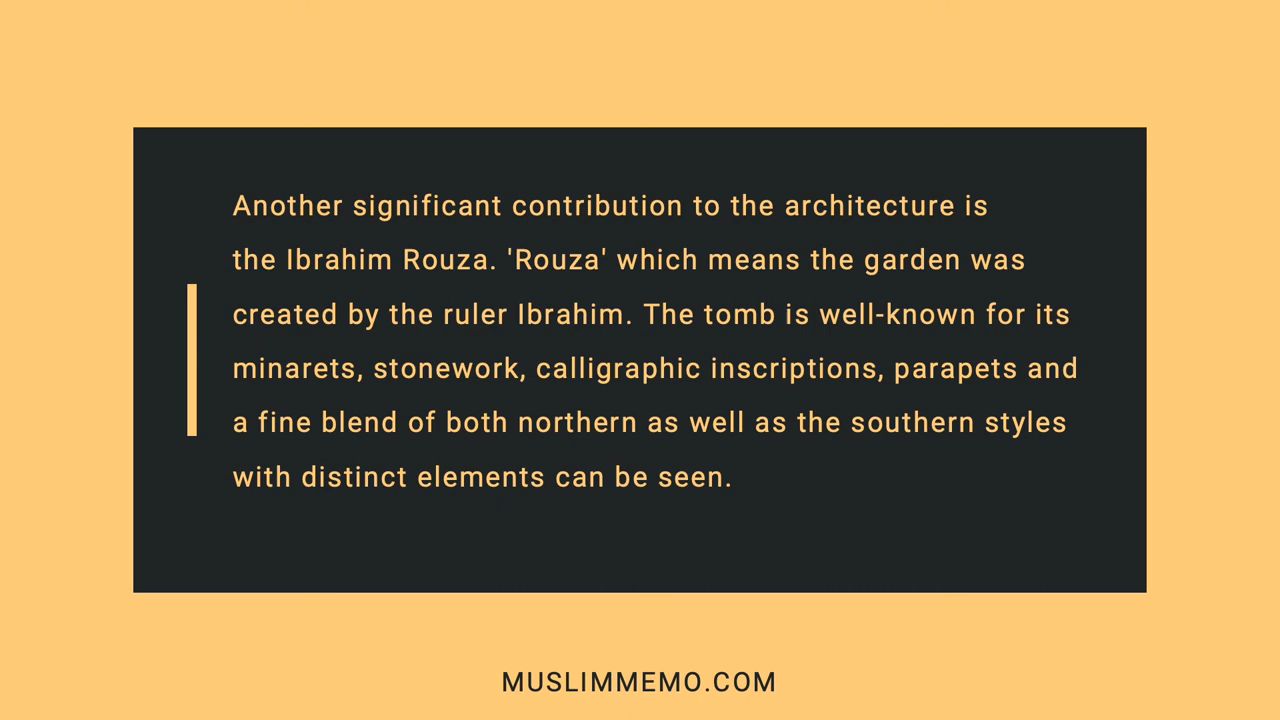 Another significant contribution to the architecture is
the Ibrahim Rouza. 'Rouza' which means the garden was
created by the ruler Ibrahim. The tomb is well-known for its
minarets, stonework, calligraphic inscriptions, parapets and
a fine blend of both northern as well as the southern styles
with distinct elements can be seen.
MUSLIMMEMO.COM